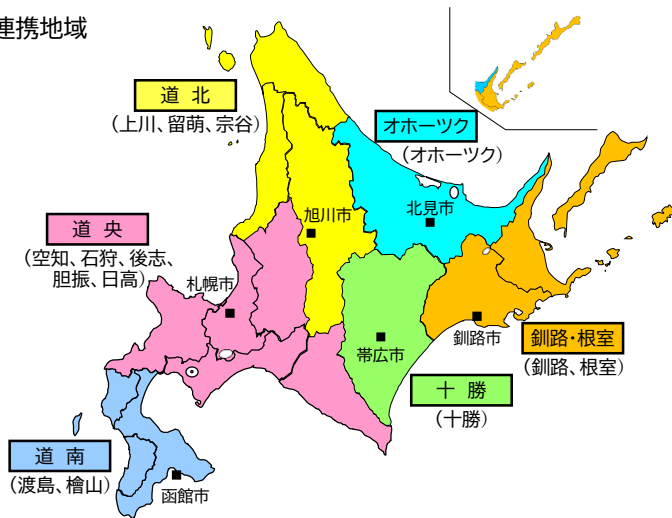 連携地域
道 北
(上川、留萌、宗谷)
オホーツク
(オホーツク)
旭川市
北見市
道 央
(空知、石狩、後志、
胆振、日高)
札幌市
釧路市
釧路・根室
(釧路、根室)
帯広市
十 勝
(十勝)
道 南
(渡島、檜山)
函館市